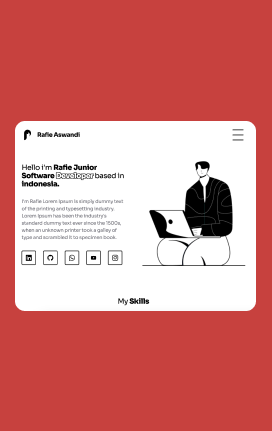 Rafie Aswandi
Hello I'm Rafie Junior
Software Developer based in
Indonesia.
I'm Rafie Lorem Ipsum is simply dummy text
of the printing and typesetting industry.
Lorem Ipsum has been the industry's
standard dummy text ever since the 1500s,
when an unknown printer took a galley of
type and scrambled it to specimen book.
My Skills